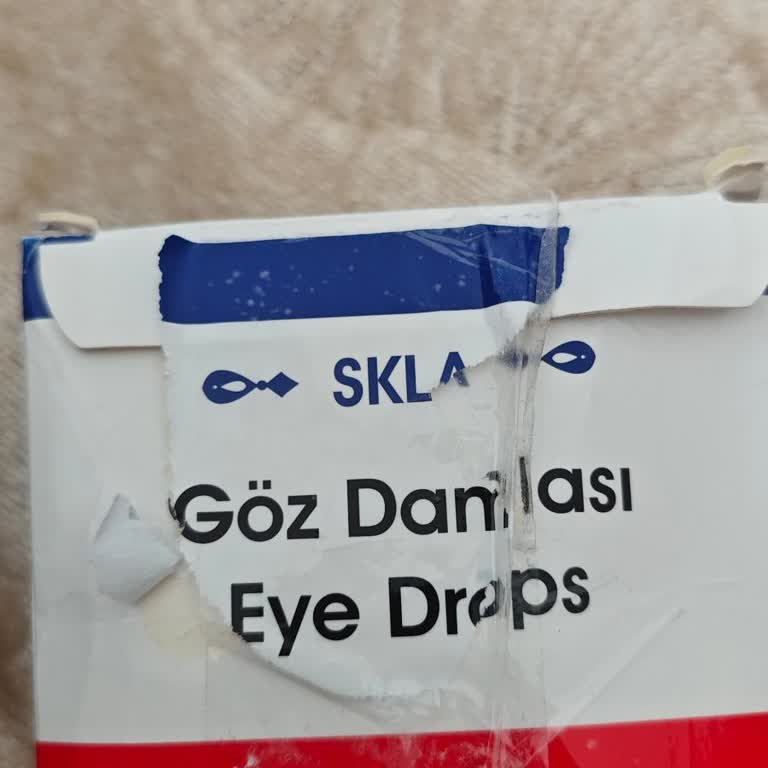 SKLA
Göz Damlası
Eye Drops